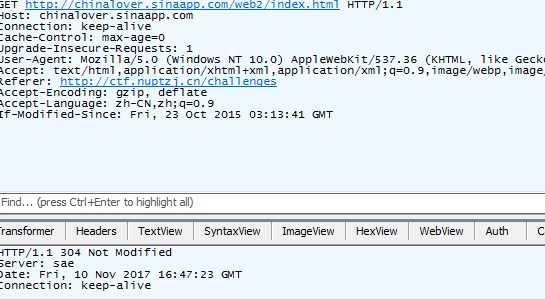 GET http://chinalover.sinaapp.com/web2/index.html HTTP/1.1
Host: chinalover.sinaapp.com
Connection: keep-alive
Cache-Control: max-age=0
Upgrade-Insecure-Requests: 1
User-Agent: Mozilla/5.0 (Windows NT 10.0) AppleWebKit/537.36 (KHTML, like Gecko
Accept: text/html,application/xhtml+xml,application/xml;q=0.9,image/webp,image/
Referer: http://ctf.nuptzj.cn/challenges
Accept-Encoding: gzip, deflate
Accept-Language: zh-CN,zh;q=0.9
If-Modified-Since: Fri, 23 Oct 2015 03:13:41 GMT
Find... (press Ctrl+Enter to highlight all)
Transformer Headers TextView SyntaxView ImageView HexView WebView Auth C
HTTP/1.1 304 Not Modified
Server: sae
Date: Fri, 10 Nov 2017 16:47:23 GMT
Connection: keep-alive